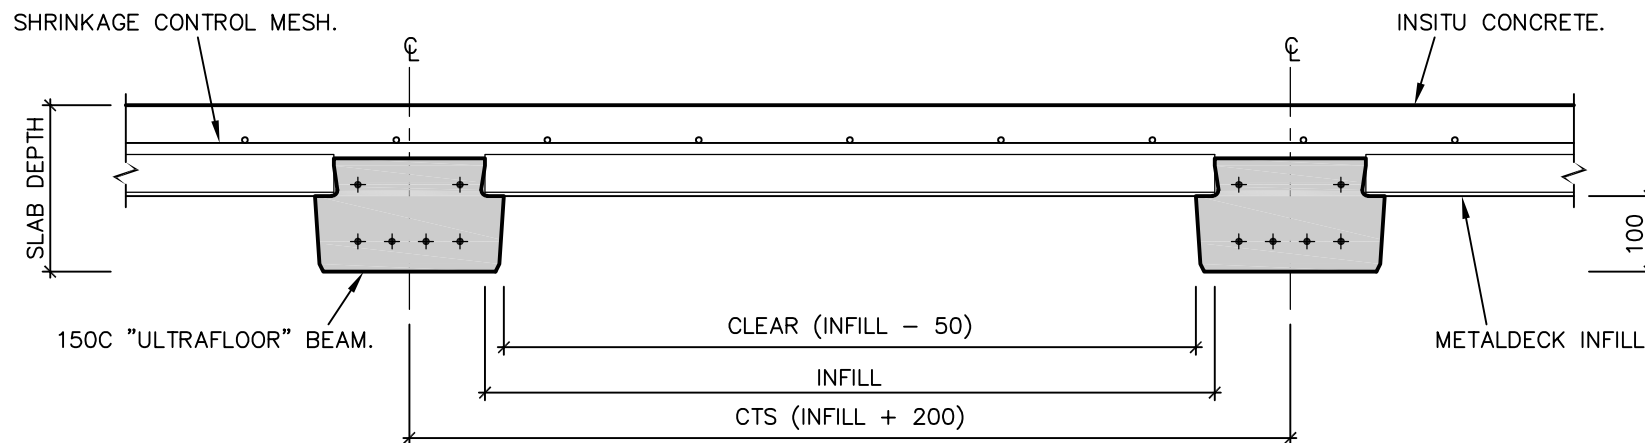 SHRINKAGE CONTROL MESH.
INSITU CONCRETE.
℄
℄
SLAB DEPTH
100
150C "ULTRAFLOOR" BEAM.
CLEAR (INFILL - 50)
METALDECK INFILL
INFILL
CTS (INFILL + 200)